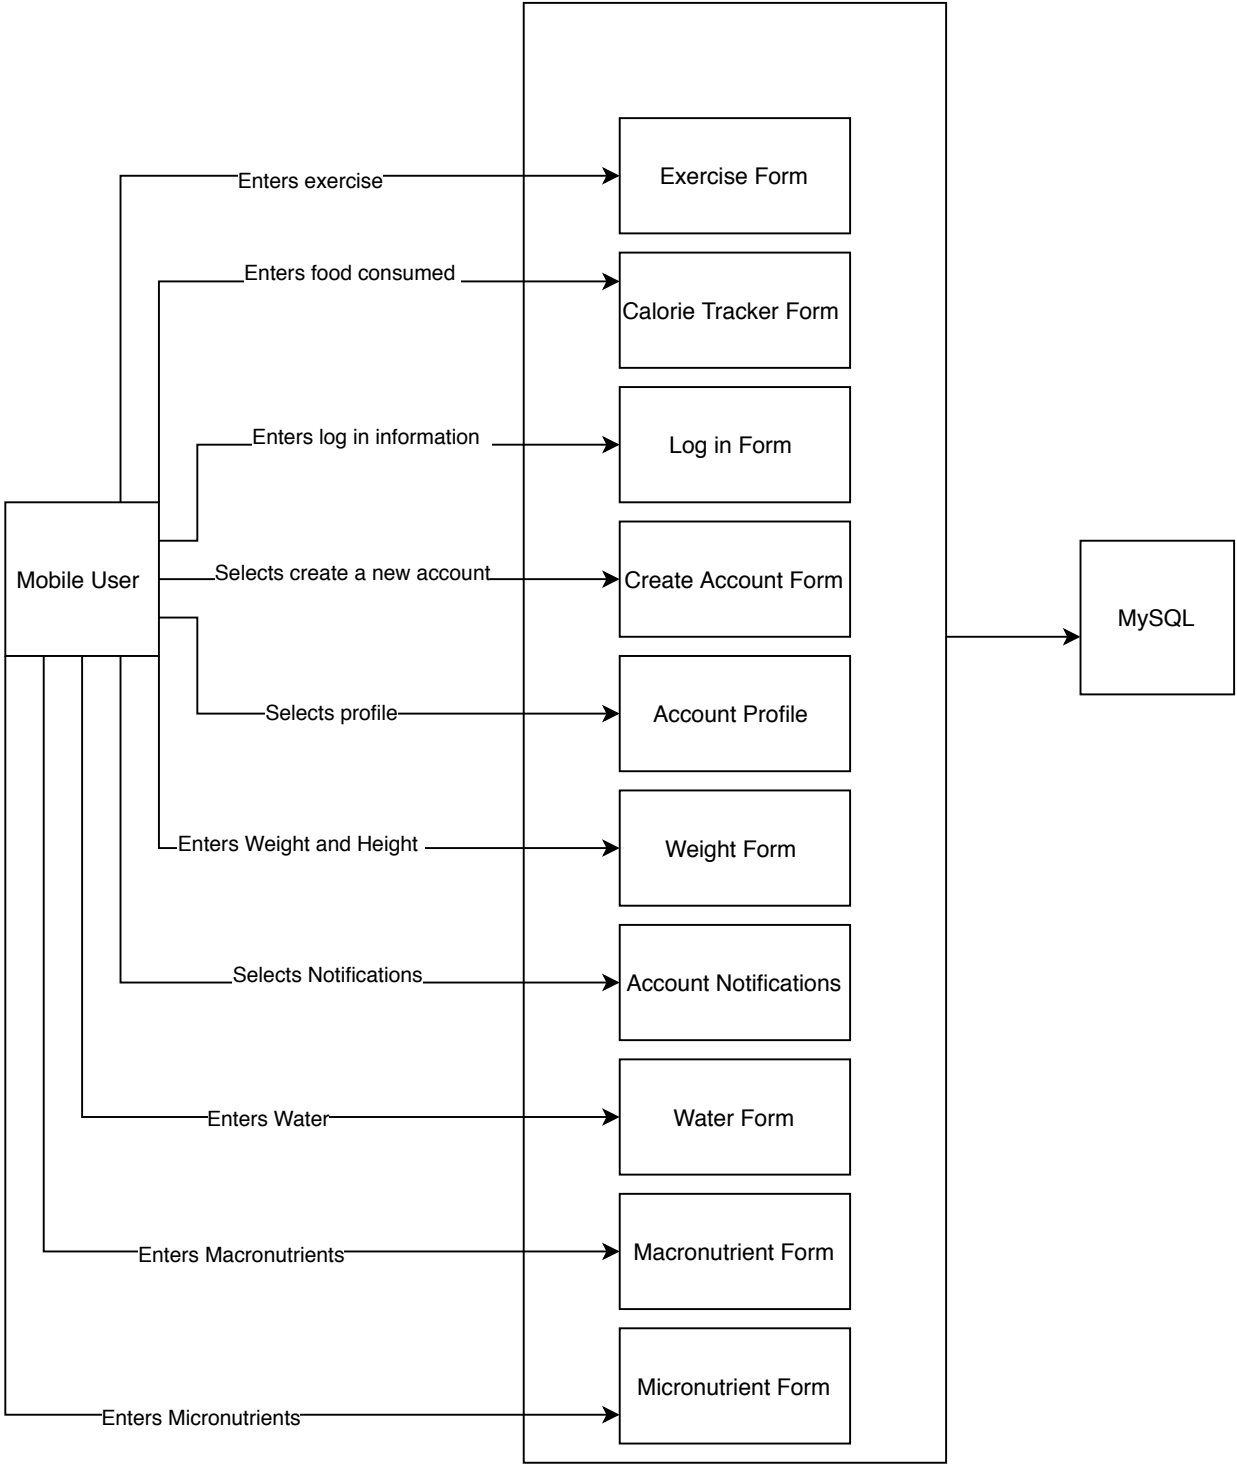 Enters exercise
Exercise Form
Enters food consumed
Calorie Tracker Form
Enters log in information
Log in Form
Mobile User
Selects create a new account
Create Account Form
MySQL
Selects profile
Account Profile
Enters Weight and Height
Weight Form
Selects Notifications
Account Notifications
Enters Water
Water Form
Enters Macronutrients
Macronutrient Form
Enters Micronutrients
Micronutrient Form